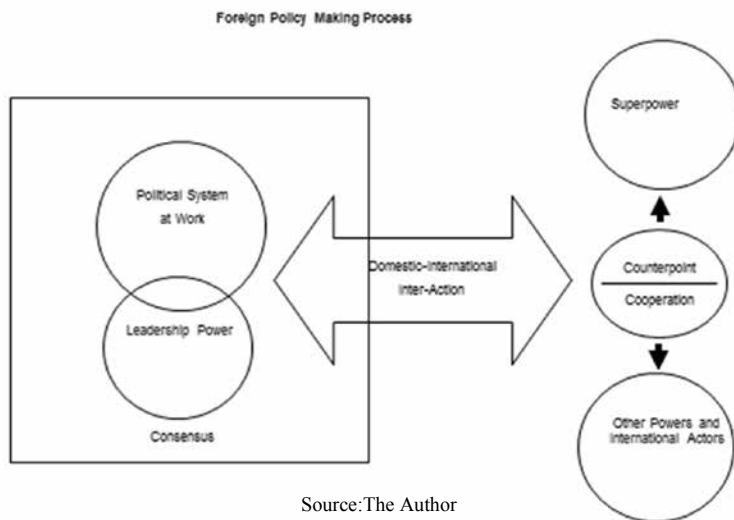 Foreign Policy Making Process
Superpower
Political System
at Work
Domestic-International
Inter-Action
Counterpoint
Cooperation
Leadership Power
Consensus
Other Powers and
International Actors
Source:The Author